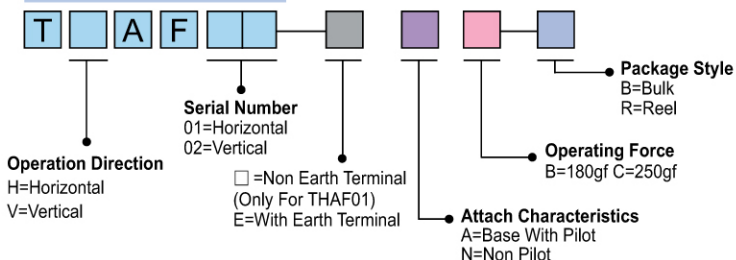 T A F
Package Style
B=Bulk
R=Reel
Serial Number
01=Horizontal
02=Vertical
Operating Force
B=180gf C=250gf
Operation Direction
H=Horizontal
V=Vertical
□ =Non Earth Terminal
(Only For THAF01)
E=With Earth Terminal
Attach Characteristics
A=Base With Pilot
N=Non Pilot